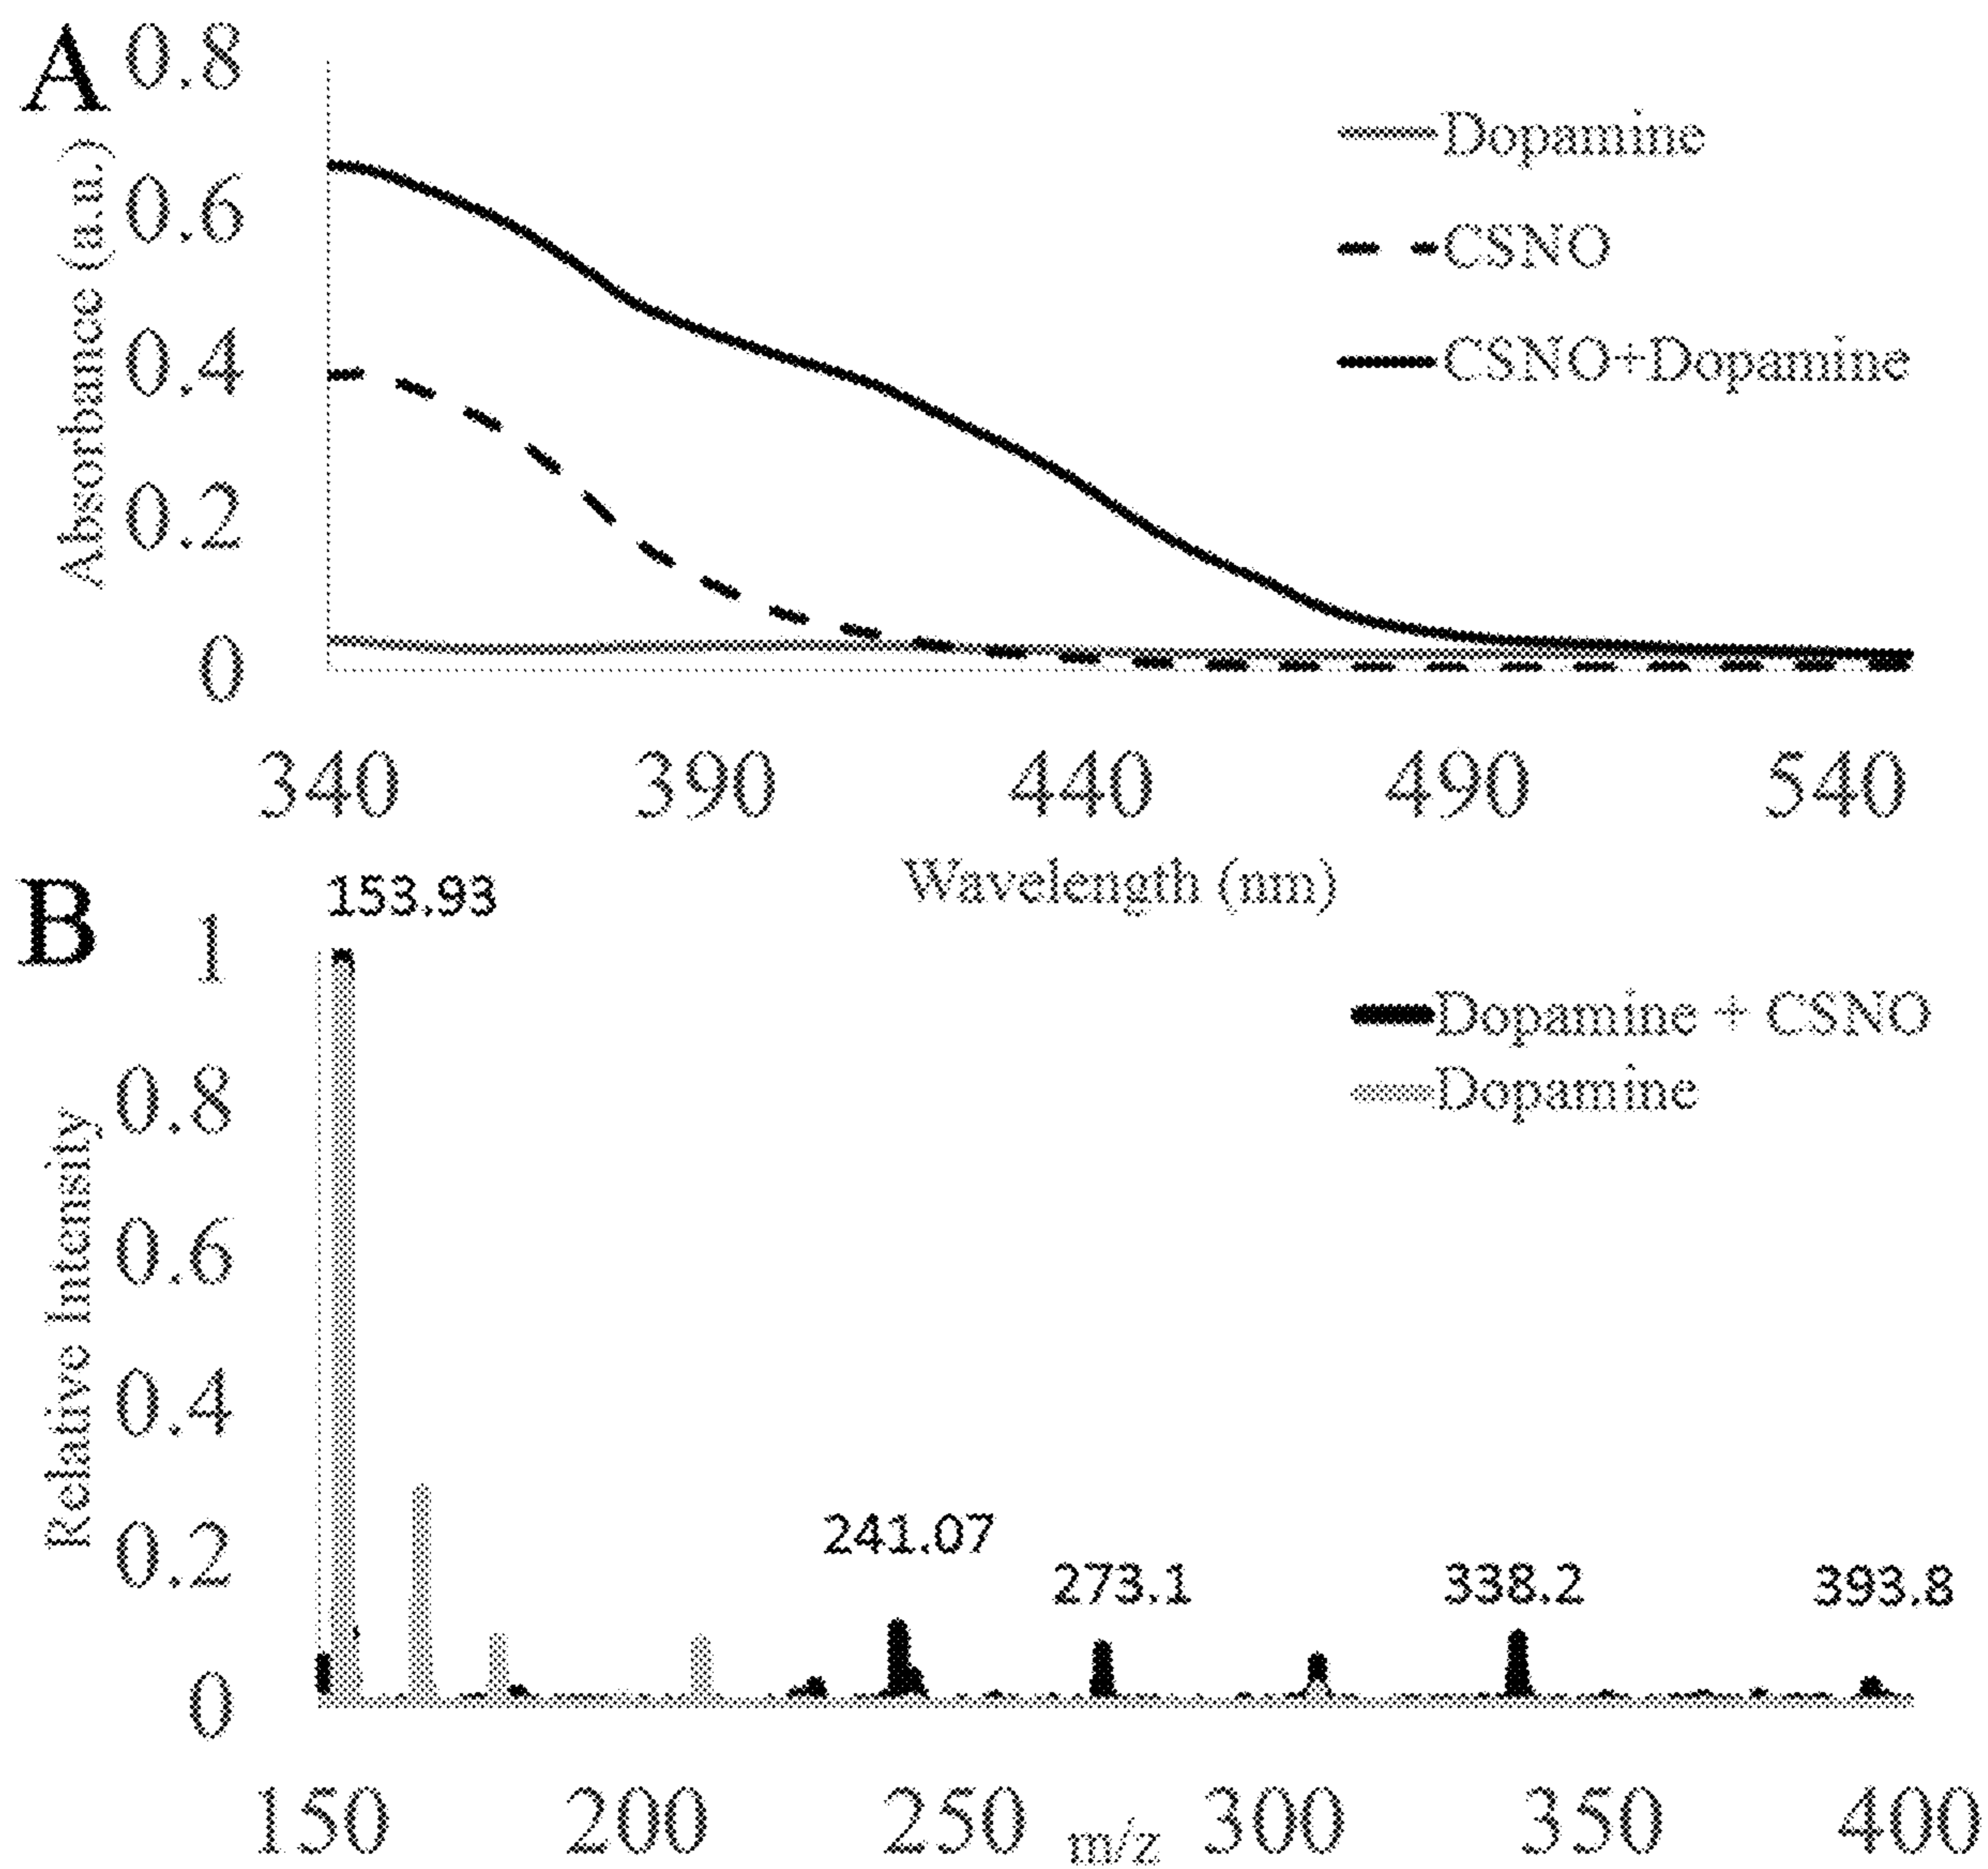 A
0.8
0.6
0.4
0.2
0
Absorbance (a.u.)
Dopamine
CSNO
CSNO+Dopamine
340 390 440 490 540
Wavelength (nm)
B
153.93
1
0.8
0.6
0.4
0.2
0
Relative Intensity
Dopamine + CSNO
Dopamine
241.07
273.1
338.2
393.8
150 200 250 300 350 400
m/z